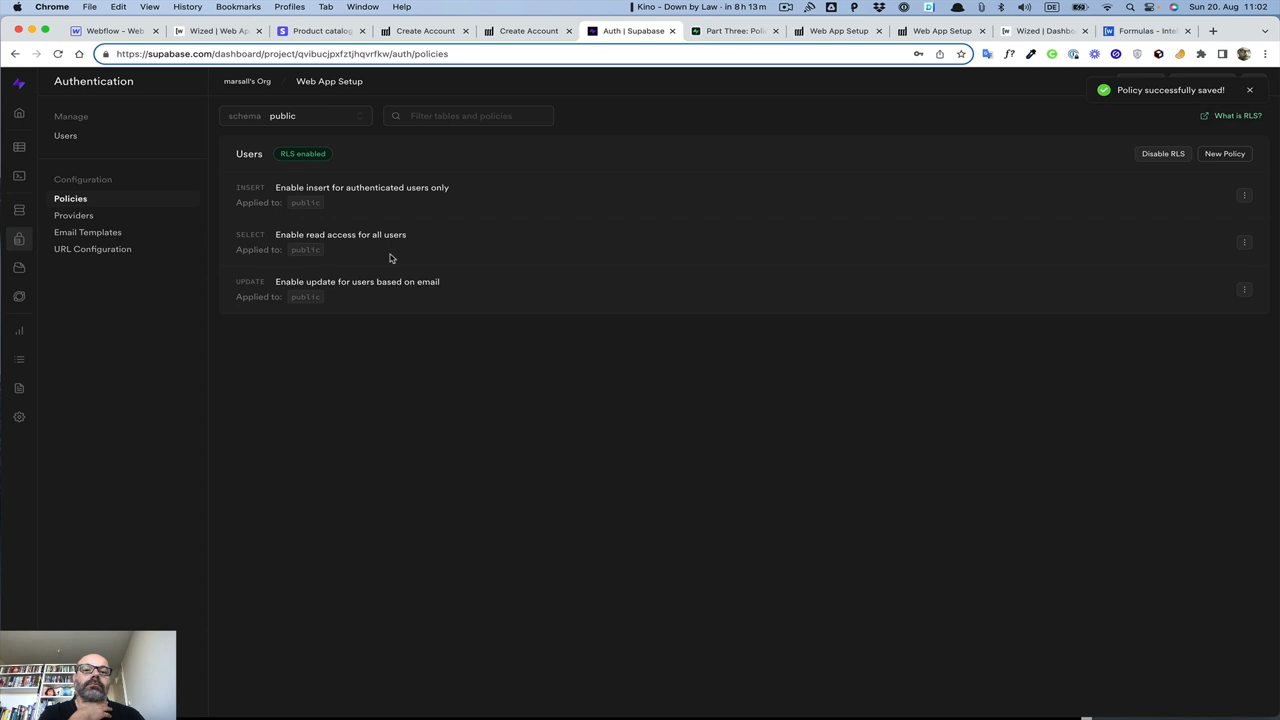 Chrome File Edit View History Bookmarks Profiles Tab Window Help Kino - Down by Law · in 8 h 13 m DE Sun 20. Aug 11:02
Webflow - Web Wized | Web Ap Product catalog Create Account Create Account Auth | Supabase Part Three: Poli Web App Setup Web App Setup Wized | Dashbo Formulas - Inte
https://supabase.com/dashboard/project/qvibucjpxfztjhqvrfkw/auth/policies
Authentication marsall's Org / Web App Setup
Policy successfully saved!
Manage
schema public Filter tables and policies What is RLS?
Users
Users RLS enabled Disable RLS New Policy
Configuration
INSERT Enable insert for authenticated users only
Policies
Applied to: public
Providers
Email Templates
SELECT Enable read access for all users
URL Configuration
Applied to: public
UPDATE Enable update for users based on email
Applied to: public